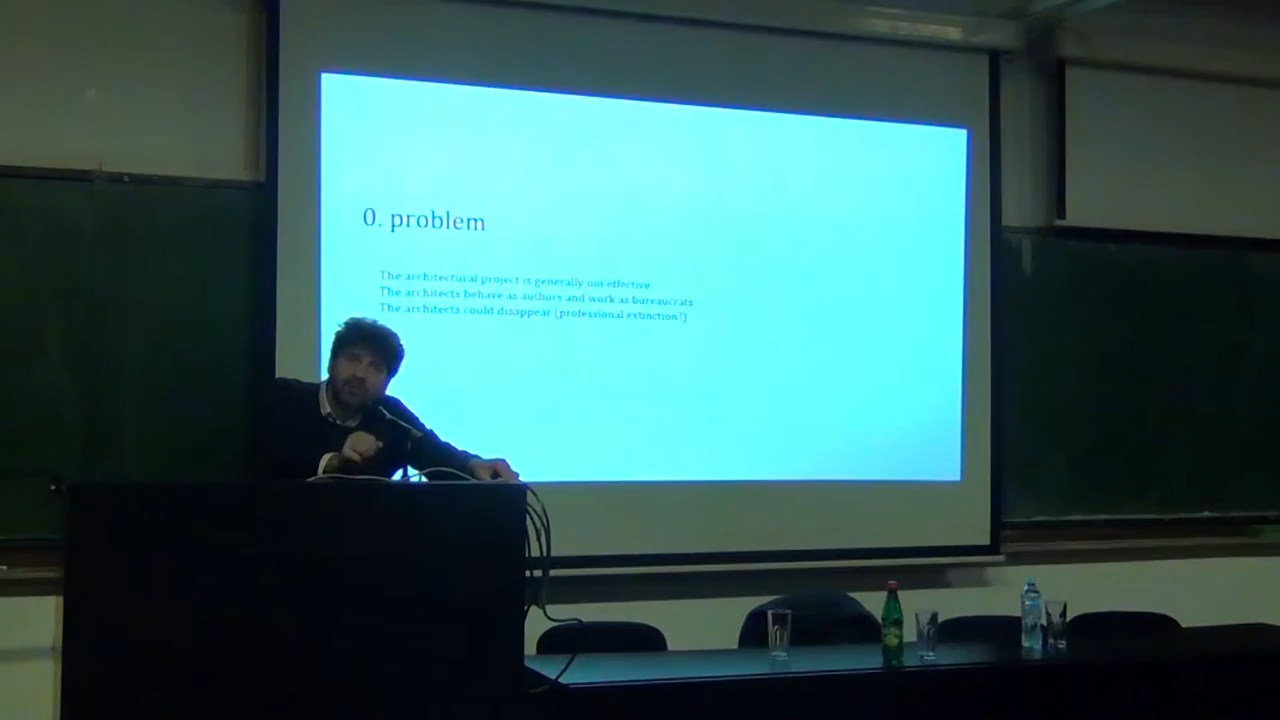 0. problem
The architectural project is generally not effective
The architects behave as authors and work as bureaucrats
The architects could disappear (professional extinction?)